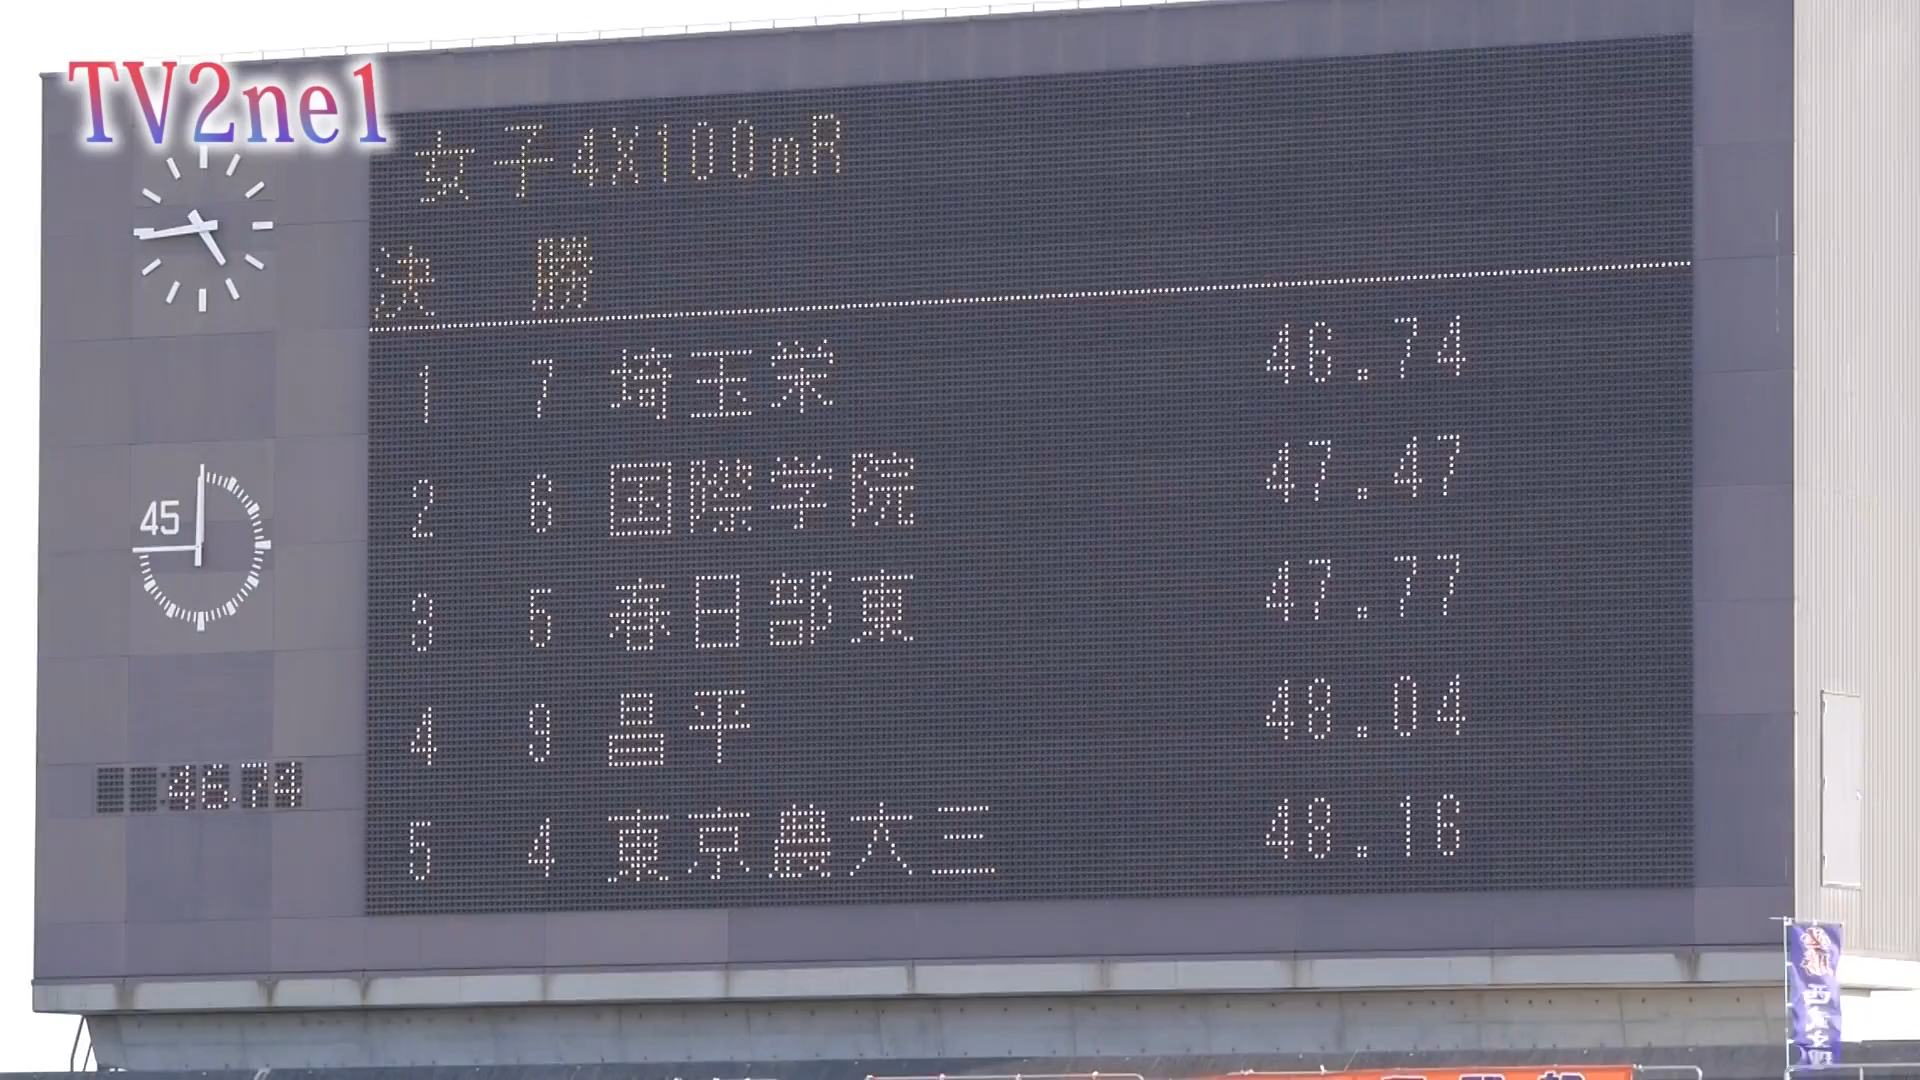 TV2ne1
女子4X100mR
決 勝
1 7 埼玉栄 46.74
2 6 国際学院 47.47
3 5 春日部東 47.77
4 9 昌平 48.04
5 4 東京農大三 48.16
45
46.74